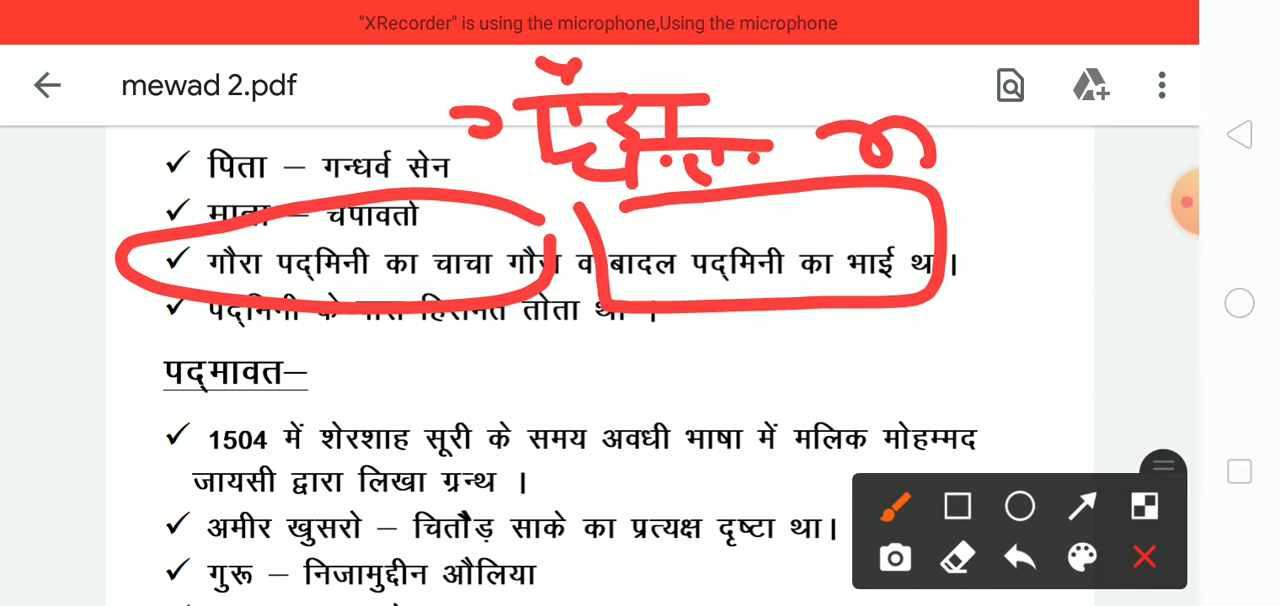 "XRecorder" is using the microphone,Using the microphone
mewad 2.pdf
✓ पिता – गन्धर्व सेन
✓ माता – चंपावतो
✓ गौरा पद्मिनी का चाचा गौरा व बादल पद्मिनी का भाई थ ।
✓ पद्मिनी के पास हिरामत तोता था ।
पद्मावत–
✓ 1504 में शेरशाह सूरी के समय अवधी भाषा में मलिक मोहम्मद
जायसी द्वारा लिखा ग्रन्थ ।
✓ अमीर खुसरो – चितौड़ साके का प्रत्यक्ष दृष्टा था।
✓ गुरू – निजामुद्दीन औलिया